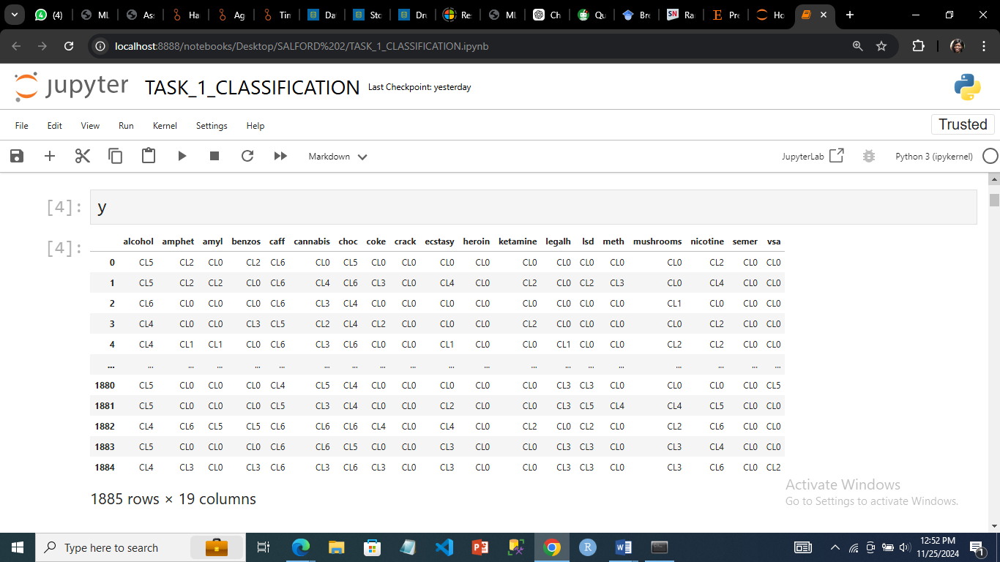 (4) ML Ass Ha Ag Tim Da Sto Dru Re ML Ch Qu Bre Ra Pre Ho
localhost:8888/notebooks/Desktop/SALFORD%202/TASK_1_CLASSIFICATION.ipynb
jupyter TASK_1_CLASSIFICATION Last Checkpoint: yesterday
File Edit View Run Kernel Settings Help Trusted
Markdown JupyterLab Python 3 (ipykernel)
[4]: y
[4]: alcohol amphet amyl benzos caff cannabis choc coke crack ecstasy heroin ketamine legalh lsd meth mushrooms nicotine semer vsa
0 CL5 CL2 CL0 CL2 CL6 CL0 CL5 CL0 CL0 CL0 CL0 CL0 CL0 CL0 CL0 CL0 CL2 CL0 CL0
1 CL5 CL2 CL2 CL0 CL6 CL4 CL6 CL3 CL0 CL4 CL0 CL2 CL0 CL2 CL3 CL0 CL4 CL0 CL0
2 CL6 CL0 CL0 CL0 CL6 CL3 CL4 CL0 CL0 CL0 CL0 CL0 CL0 CL0 CL0 CL1 CL0 CL0 CL0
3 CL4 CL0 CL0 CL3 CL5 CL2 CL4 CL2 CL0 CL0 CL0 CL2 CL0 CL0 CL0 CL0 CL2 CL0 CL0
4 CL4 CL1 CL1 CL0 CL6 CL3 CL6 CL0 CL0 CL1 CL0 CL0 CL1 CL0 CL0 CL2 CL2 CL0 CL0
... ... ... ... ... ... ... ... ... ... ... ... ... ... ... ... ... ... ... ...
1880 CL5 CL0 CL0 CL0 CL4 CL5 CL4 CL0 CL0 CL0 CL0 CL0 CL3 CL3 CL0 CL0 CL0 CL0 CL5
1881 CL5 CL0 CL0 CL0 CL5 CL3 CL4 CL0 CL0 CL2 CL0 CL0 CL3 CL5 CL4 CL4 CL5 CL0 CL0
1882 CL4 CL6 CL5 CL5 CL6 CL6 CL6 CL4 CL0 CL4 CL0 CL2 CL0 CL2 CL0 CL2 CL6 CL0 CL0
1883 CL5 CL0 CL0 CL0 CL6 CL6 CL5 CL0 CL0 CL3 CL0 CL0 CL3 CL3 CL0 CL3 CL4 CL0 CL0
1884 CL4 CL3 CL0 CL3 CL6 CL3 CL6 CL3 CL0 CL3 CL0 CL0 CL3 CL3 CL0 CL3 CL6 CL0 CL2
1885 rows × 19 columns
Activate Windows
Go to Settings to activate Windows.
Type here to search
12:52 PM
11/25/2024
1